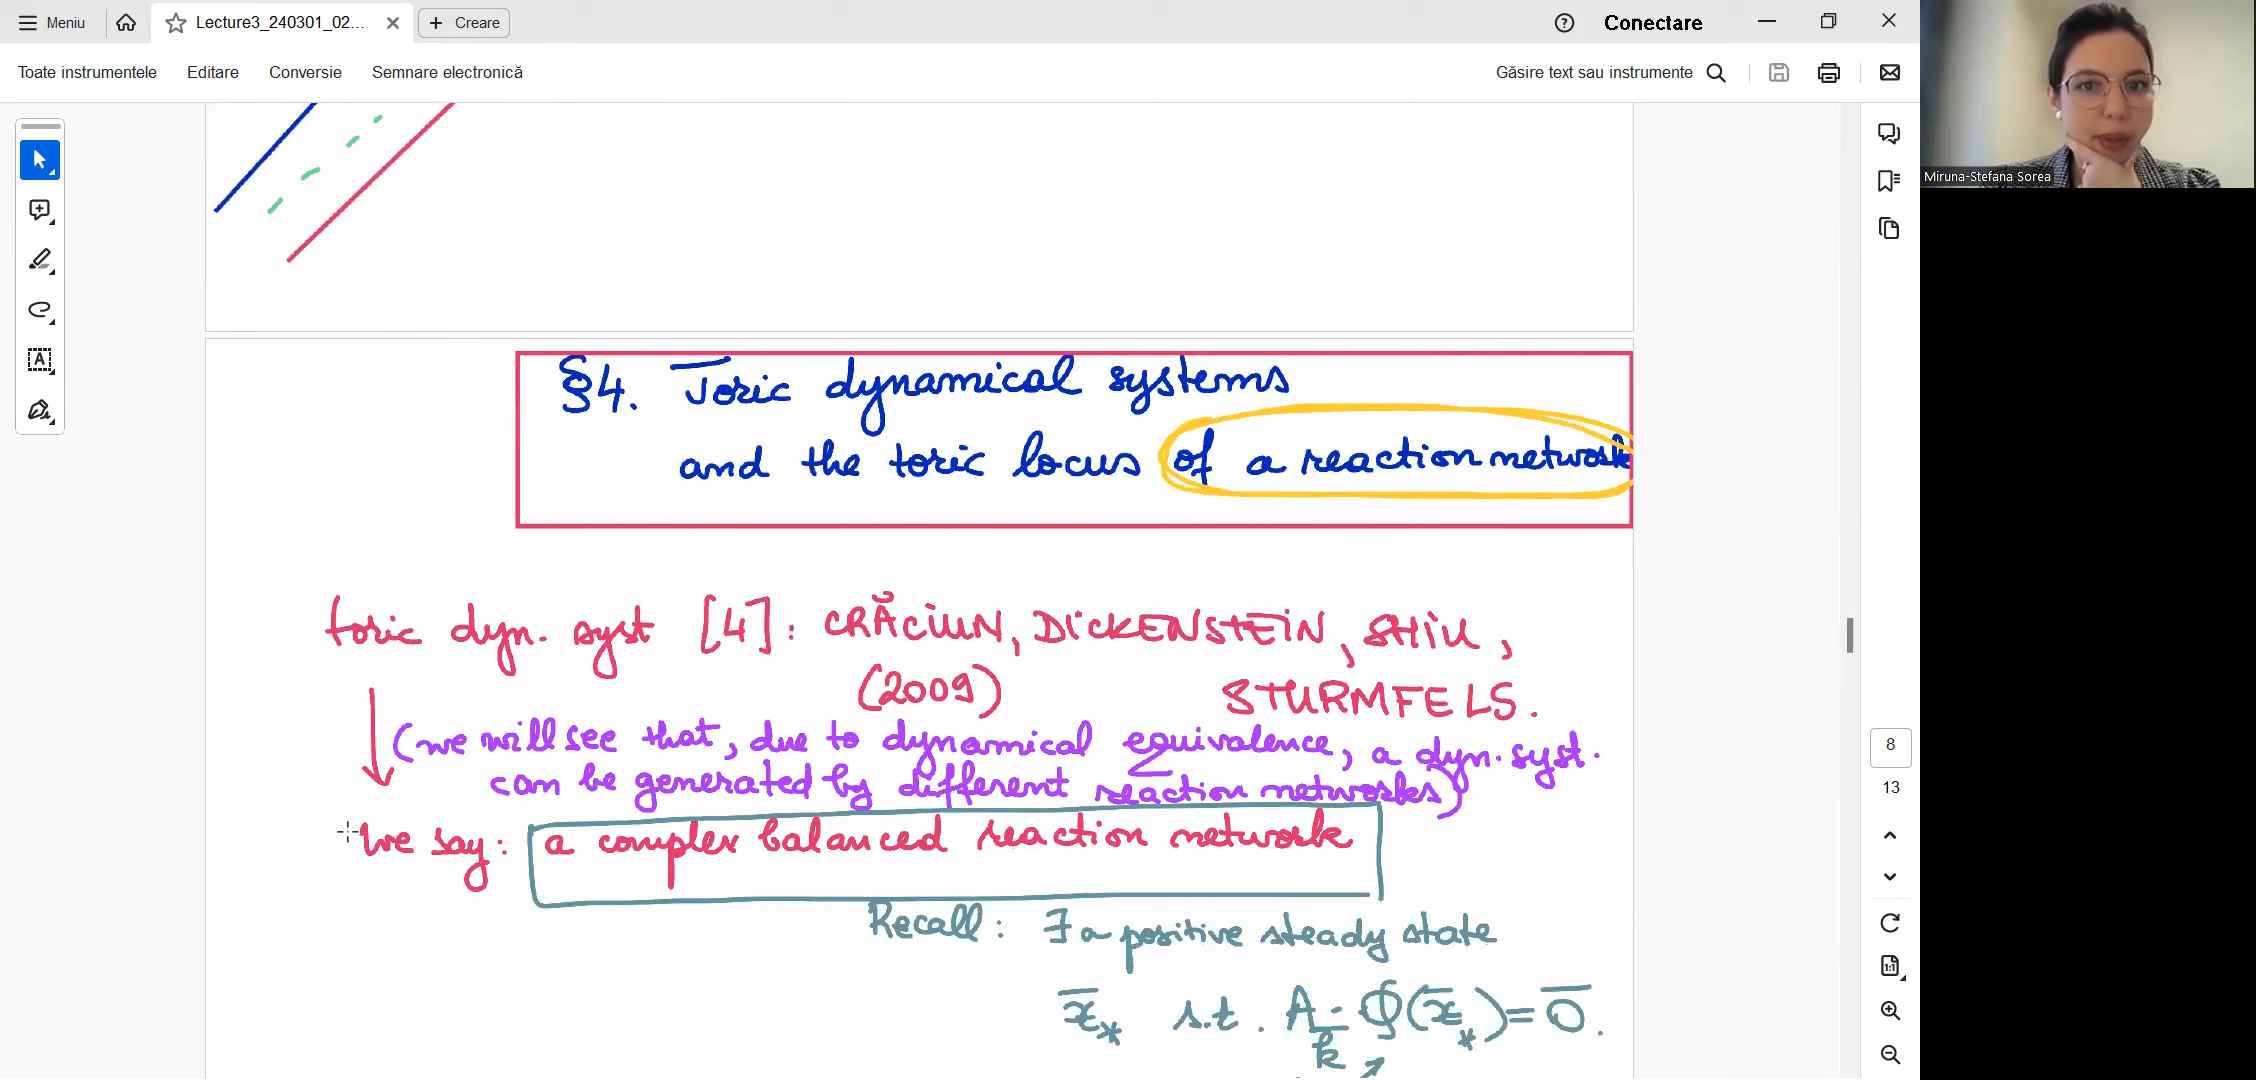 Meniu
Lecture3_240301_02...
Creare
Conectare
Toate instrumentele Editare Conversie Semnare electronică
Găsire text sau instrumente
Miruna-Stefana Sorea
§4. Toric dynamical systems
and the toric locus of a reaction network
toric dyn. syst [4]: CRĂCIUN, DICKENSTEIN, SHIU,
(2009) STURMFELS.
(we will see that, due to dynamical equivalence, a dyn. syst.
can be generated by different reaction networks)
We say: a complex balanced reaction network
Recall: ∃ a positive steady state
x̅* s.t. A_k̅ · Φ(x̅*) = 0̅.
8
13
1:1
A